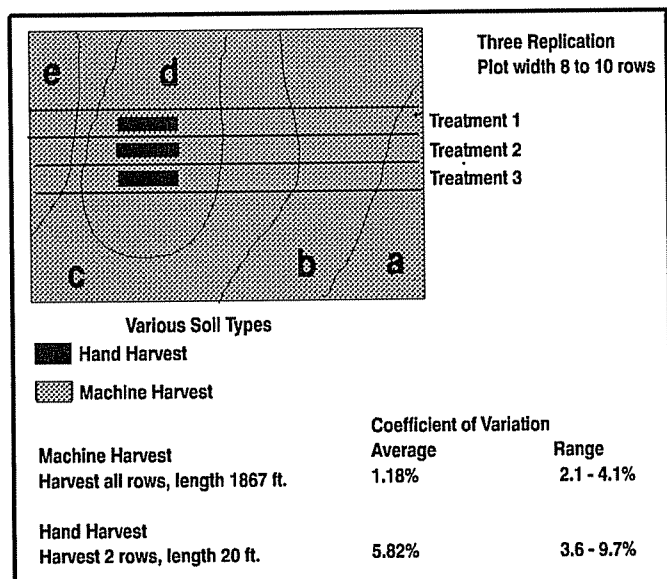 Three Replication
Plot width 8 to 10 rows
e
d
Treatment 1
Treatment 2
Treatment 3
c
b
a
Various Soil Types
Hand Harvest
Machine Harvest
Coefficient of Variation
Machine Harvest Average Range
Harvest all rows, length 1867 ft. 1.18% 2.1 - 4.1%
Hand Harvest
Harvest 2 rows, length 20 ft. 5.82% 3.6 - 9.7%